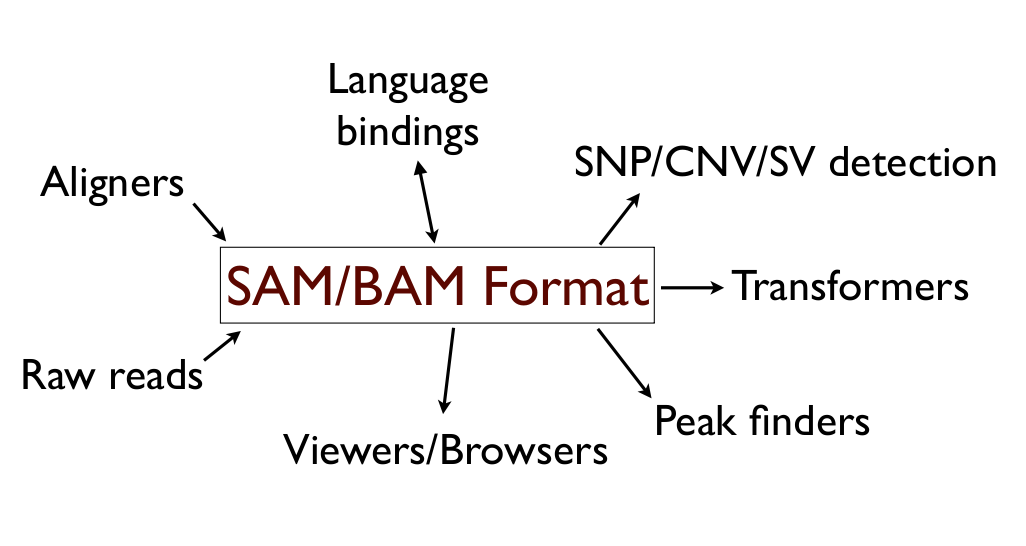 Language
bindings
SNP/CNV/SV detection
Aligners
SAM/BAM Format
Transformers
Raw reads
Peak finders
Viewers/Browsers